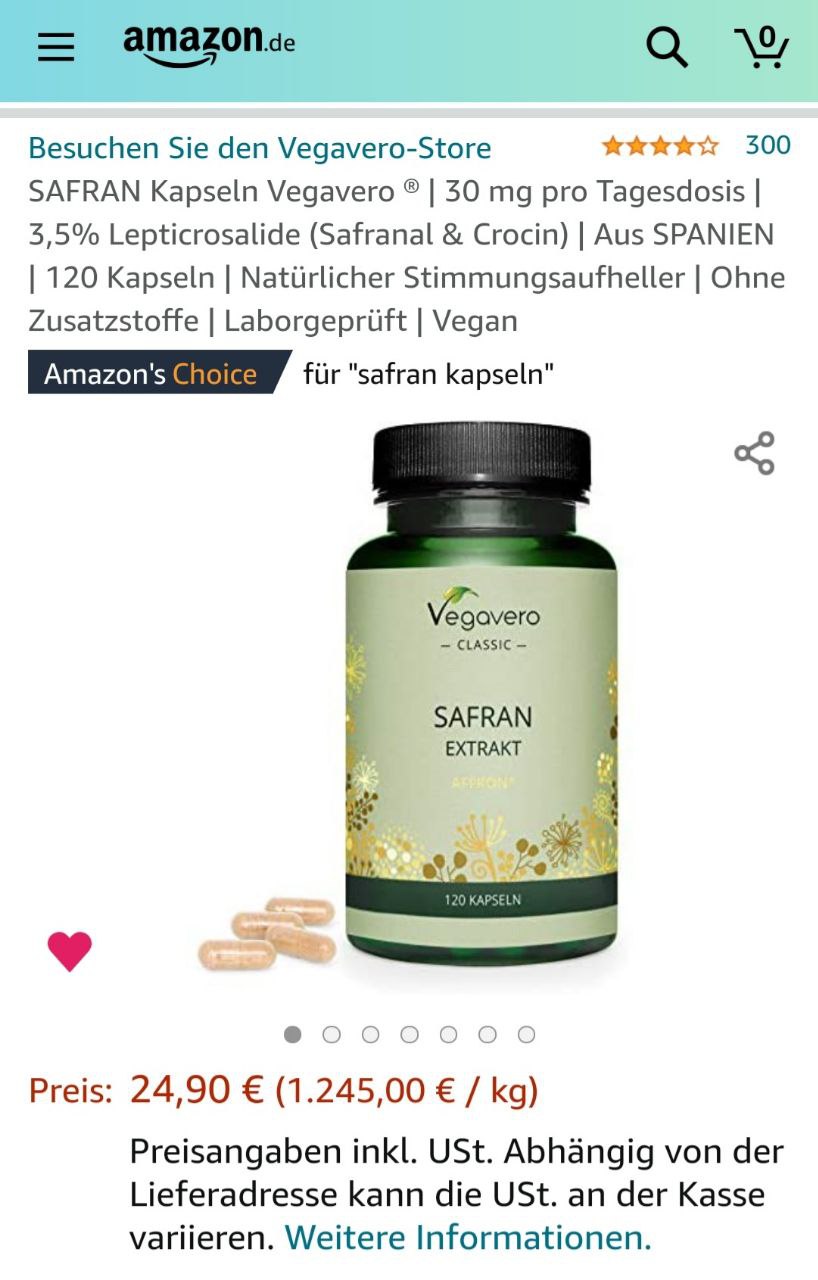 amazon.de
0
Besuchen Sie den Vegavero-Store
300
SAFRAN Kapseln Vegavero ® | 30 mg pro Tagesdosis |
3,5% Lepticrosalide (Safranal & Crocin) | Aus SPANIEN
| 120 Kapseln | Natürlicher Stimmungsaufheller | Ohne
Zusatzstoffe | Laborgeprüft | Vegan
Amazon's Choice für "safran kapseln"
Vegavero
– CLASSIC –
SAFRAN
EXTRAKT
AFFRON®
120 KAPSELN
Preis: 24,90 € (1.245,00 € / kg)
Preisangaben inkl. USt. Abhängig von der
Lieferadresse kann die USt. an der Kasse
variieren. Weitere Informationen.